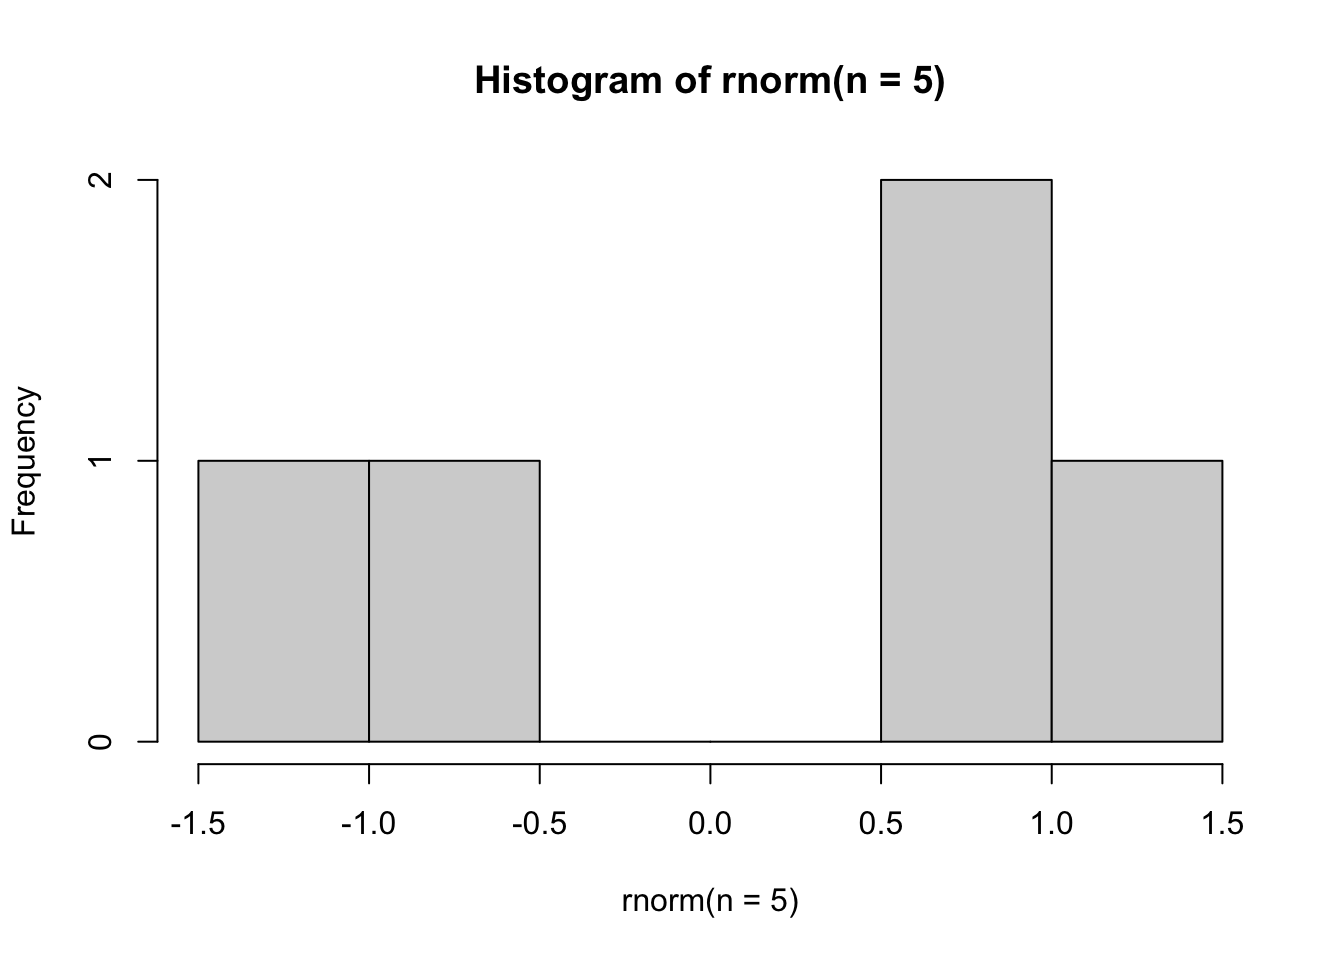 Histogram of rnorm(n = 5)
Frequency
2
1
0
-1.5 -1.0 -0.5 0.0 0.5 1.0 1.5
rnorm(n = 5)